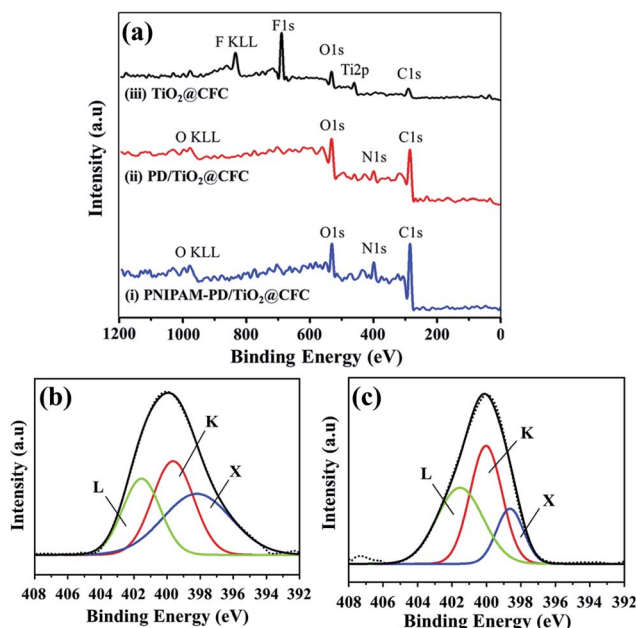 (a)
F1s
F KLL
O1s
Ti2p
C1s
(iii) TiO₂@CFC
O1s
C1s
O KLL
N1s
(ii) PD/TiO₂@CFC
O1s
C1s
O KLL
N1s
(i) PNIPAM-PD/TiO₂@CFC
Intensity (a.u)
1200 1000 800 600 400 200 0
Binding Energy (eV)
(b)
K
X
L
Intensity (a.u)
408 406 404 402 400 398 396 394 392
Binding Energy (eV)
(c)
K
L
X
Intensity (a.u)
408 406 404 402 400 398 396 394 392
Binding Energy (eV)